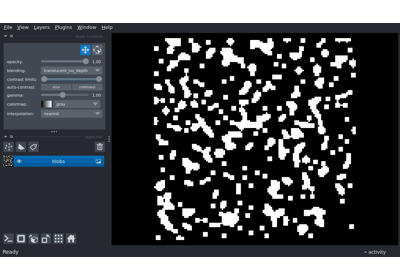 File View Layers Plugins Window Help
opacity: 1.00
blending: translucent_no_depth
contrast limits:
auto-contrast: once continuous
gamma: 1.00
colormap: gray
interpolation: nearest
blobs
Ready
activity